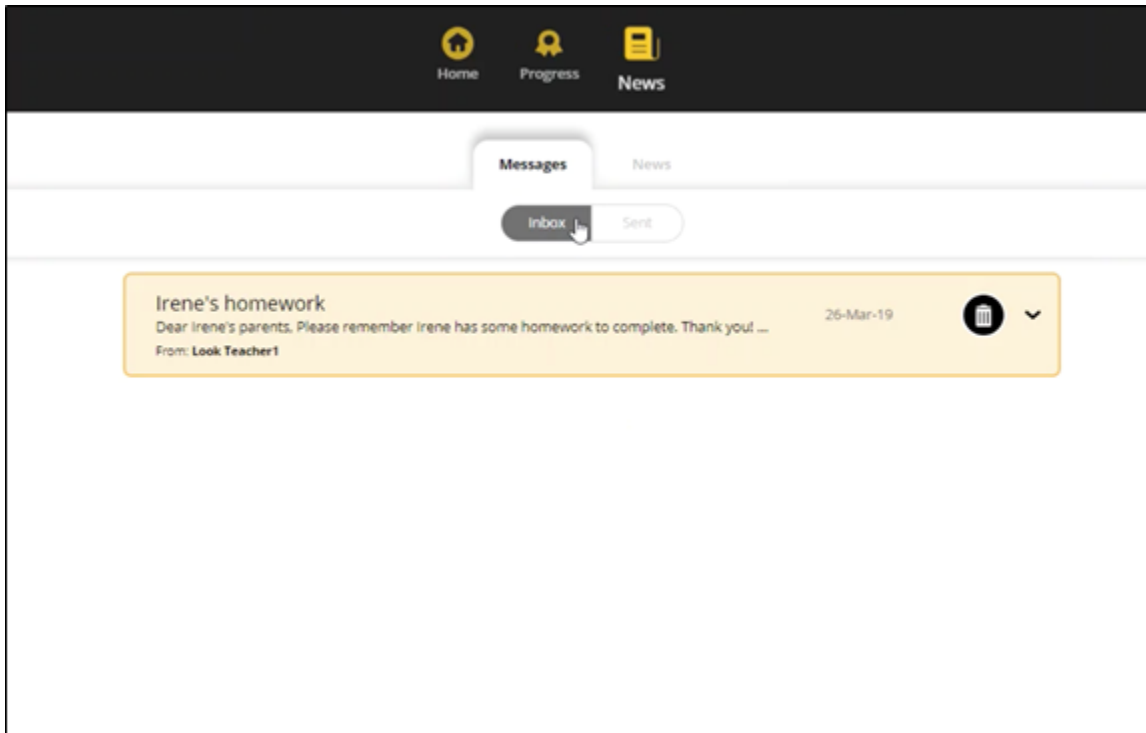 Home Progress News
Messages News
Inbox Sent
Irene's homework
Dear Irene's parents, Please remember Irene has some homework to complete. Thank you! ...
26-Mar-19
From: Look Teacher1